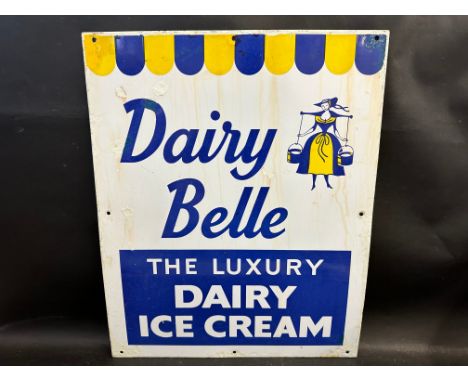 Dairy
Belle
THE LUXURY
DAIRY
ICE CREAM